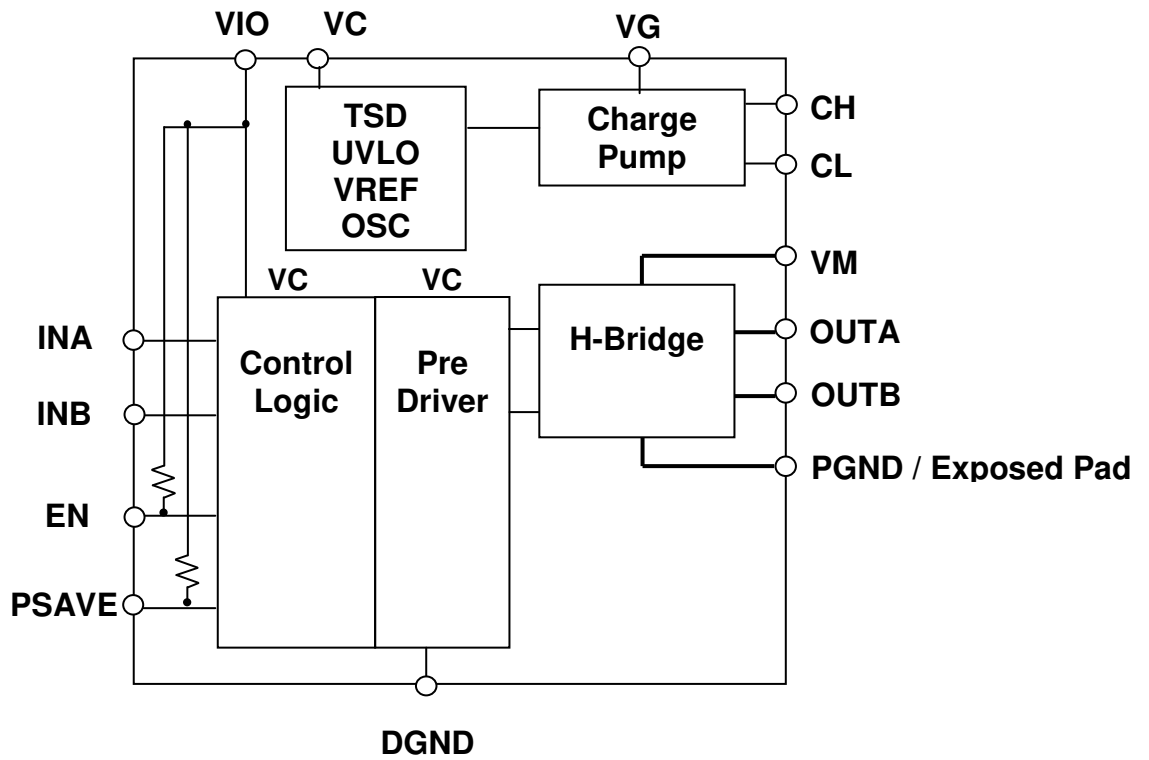 VIO
VC
VG
TSD
UVLO
VREF
OSC
Charge
Pump
CH
CL
VM
VC
VC
INA
Control
Logic
Pre
Driver
H-Bridge
OUTA
INB
OUTB
PGND / Exposed Pad
EN
PSAVE
DGND